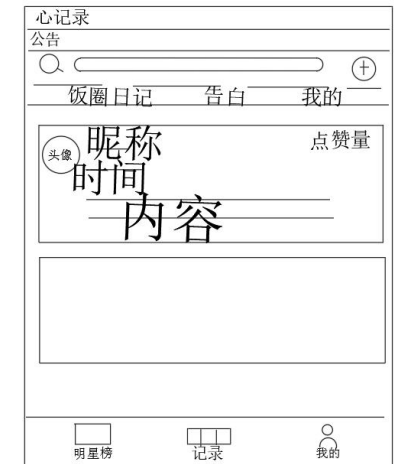 心记录
公告
饭圈日记 告白 我的
头像 昵称 点赞量
时间
内容
明星榜 记录 我的